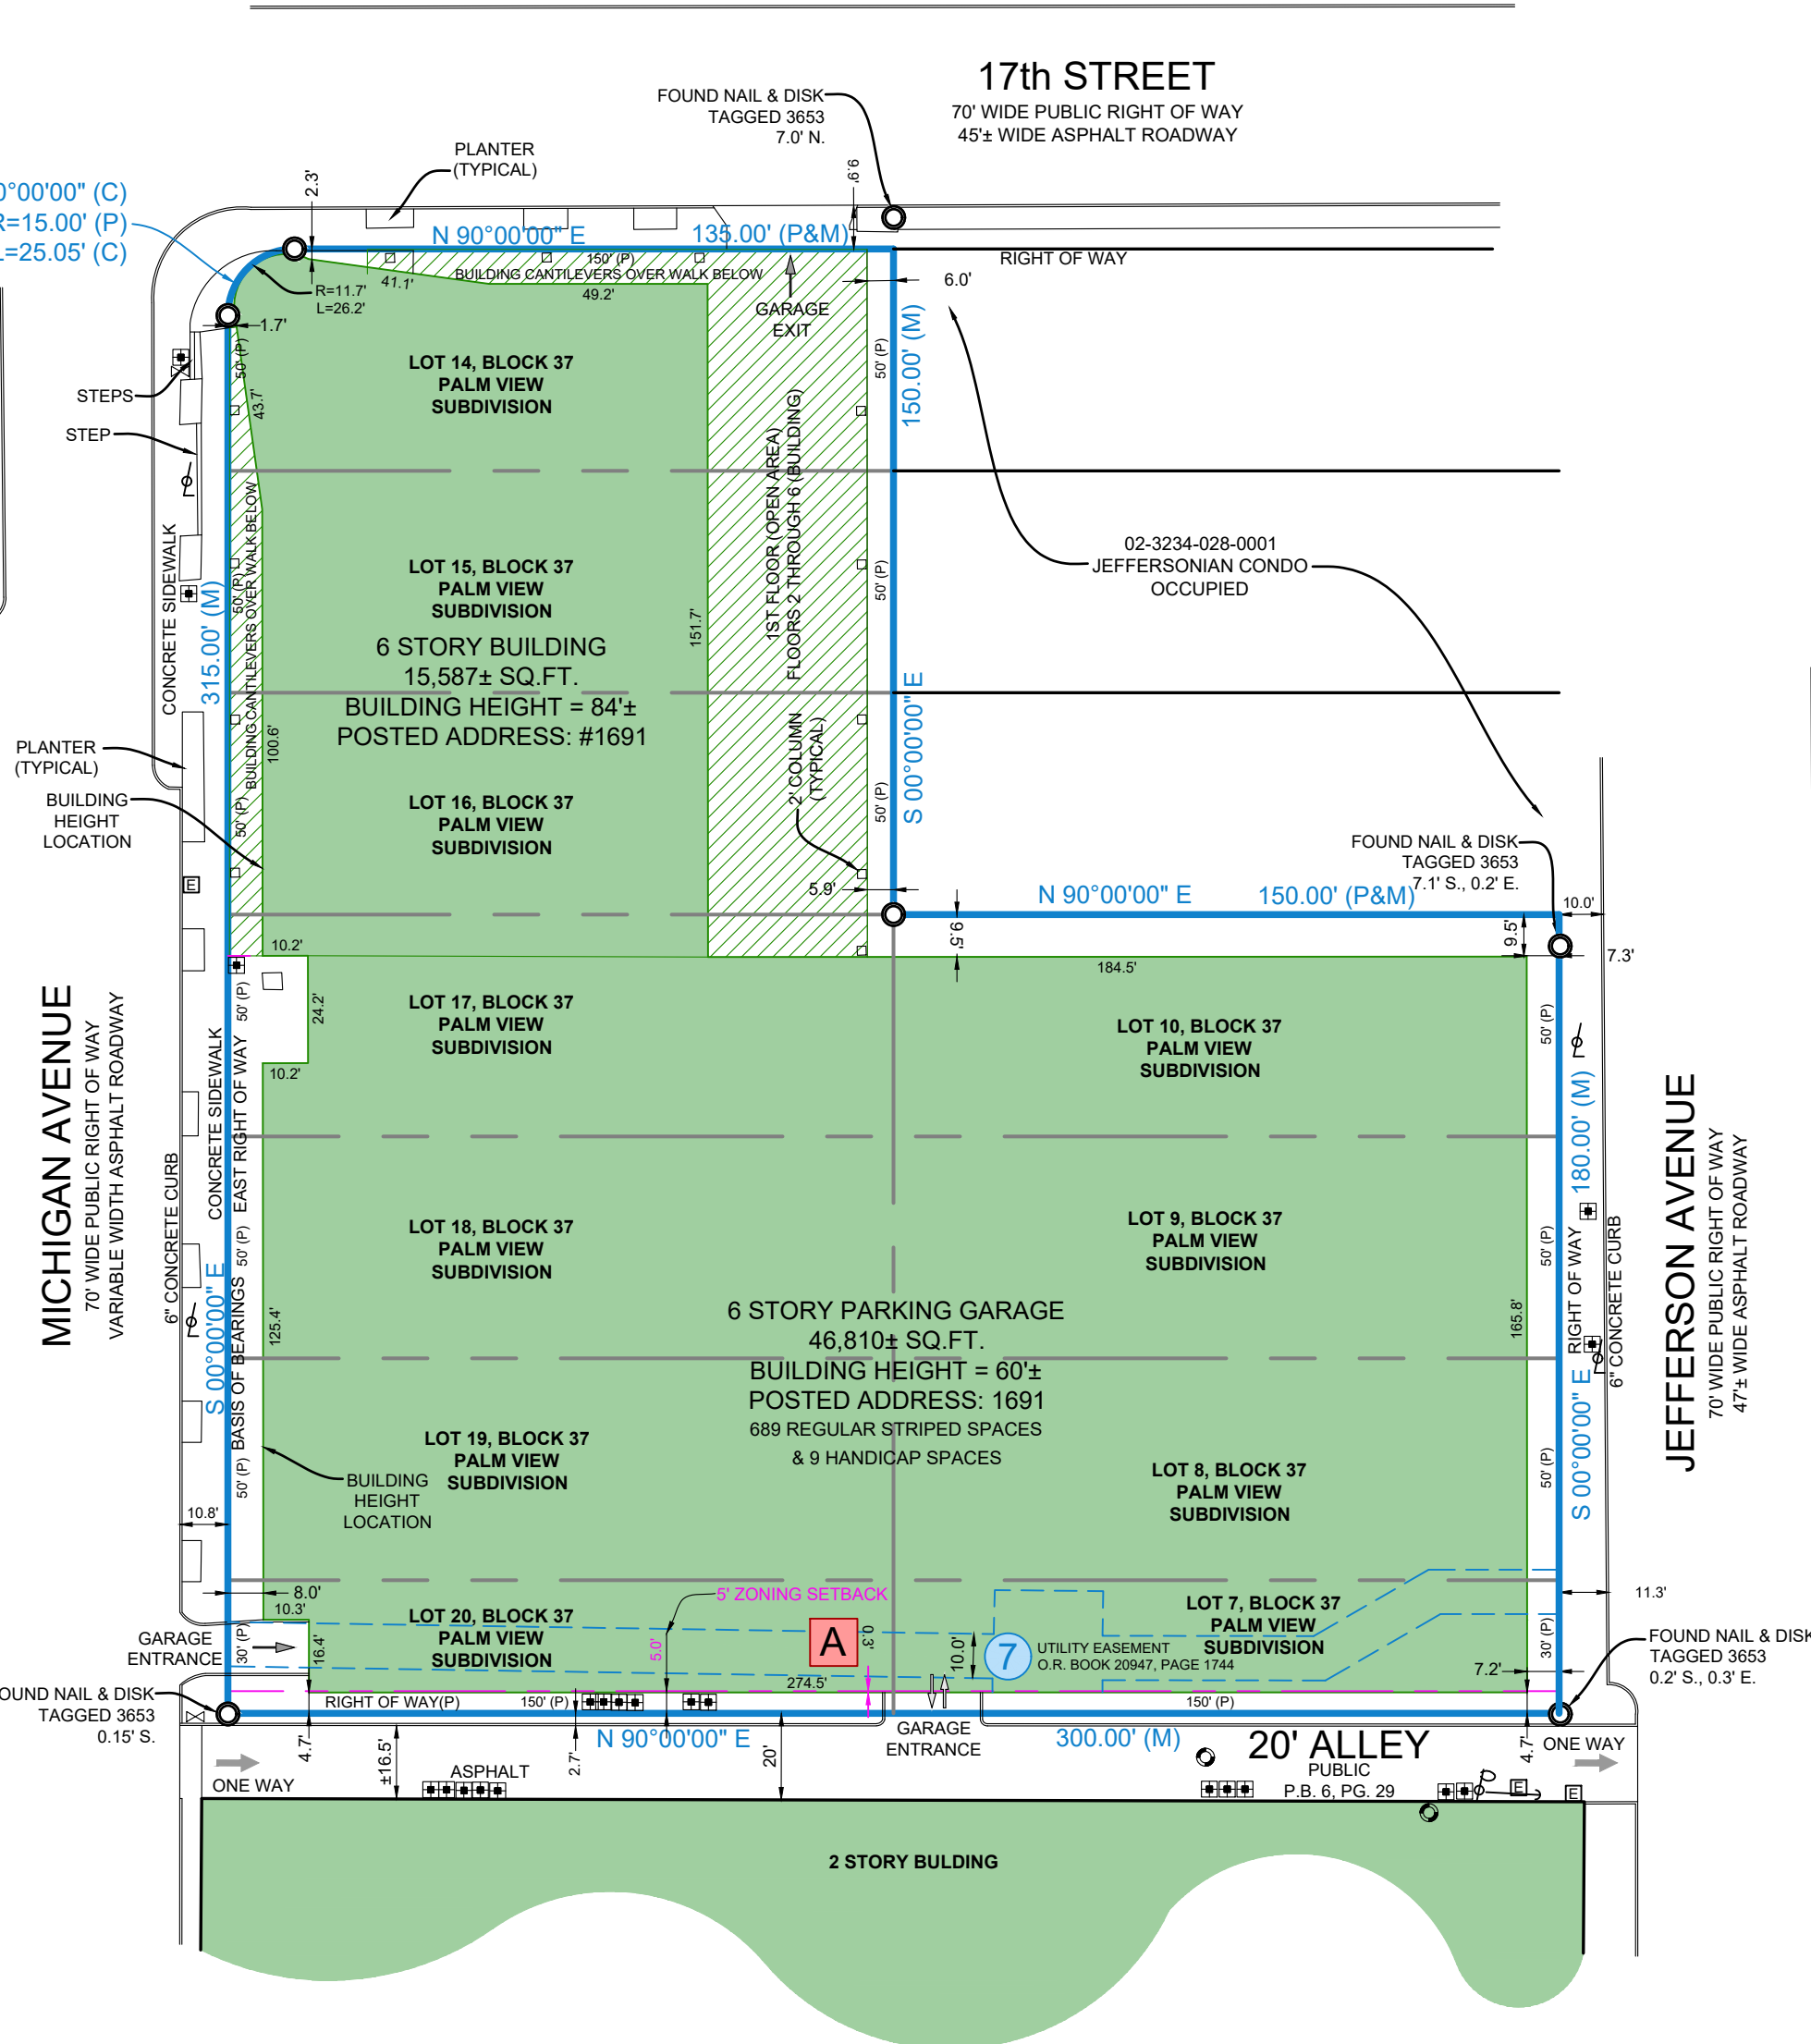 17th STREET
70' WIDE PUBLIC RIGHT OF WAY
45'± WIDE ASPHALT ROADWAY
FOUND NAIL & DISK
TAGGED 3653
7.0' N.
PLANTER
(TYPICAL)
0°00'00" (C)
R=15.00' (P)
L=25.05' (C)
2.3'
9.9'
N 90°00'00" E
135.00' (P&M)
150' (P)
BUILDING CANTILEVERS OVER WALK BELOW
41.1'
49.2'
R=11.7'
L=26.2'
1.7'
GARAGE
EXIT
6.0'
RIGHT OF WAY
50' (P)
43.7'
50' (P)
150.00' (M)
STEPS
STEP
LOT 14, BLOCK 37
PALM VIEW
SUBDIVISION
1ST FLOOR (OPEN AREA)
FLOORS 2 THROUGH 6 (BUILDING)
CONCRETE SIDEWALK
315.00' (M)
50' (P)
BUILDING CANTILEVERS OVER WALK BELOW
LOT 15, BLOCK 37
PALM VIEW
SUBDIVISION
151.7'
50' (P)
02-3234-028-0001
JEFFERSONIAN CONDO
OCCUPIED
6 STORY BUILDING
15,587± SQ.FT.
BUILDING HEIGHT = 84'±
POSTED ADDRESS: #1691
100.6'
S 00°00'00" E
PLANTER
(TYPICAL)
BUILDING
HEIGHT
LOCATION
50' (P)
LOT 16, BLOCK 37
PALM VIEW
SUBDIVISION
2' COLUMN
(TYPICAL)
50' (P)
FOUND NAIL & DISK
TAGGED 3653
7.1' S., 0.2' E.
E
5.9'
N 90°00'00" E
150.00' (P&M)
10.0'
10.2'
9.5'
9.5'
7.3'
184.5'
MICHIGAN AVENUE
70' WIDE PUBLIC RIGHT OF WAY
VARIABLE WIDTH ASPHALT ROADWAY
50' (P)
24.2'
10.2'
LOT 17, BLOCK 37
PALM VIEW
SUBDIVISION
LOT 10, BLOCK 37
PALM VIEW
SUBDIVISION
50' (P)
CONCRETE SIDEWALK
EAST RIGHT OF WAY
180.00' (M)
JEFFERSON AVENUE
70' WIDE PUBLIC RIGHT OF WAY
47'± WIDE ASPHALT ROADWAY
6" CONCRETE CURB
50' (P)
LOT 18, BLOCK 37
PALM VIEW
SUBDIVISION
LOT 9, BLOCK 37
PALM VIEW
SUBDIVISION
50' (P)
RIGHT OF WAY
6" CONCRETE CURB
S 00°00'00" E
BASIS OF BEARINGS
125.4'
6 STORY PARKING GARAGE
46,810± SQ.FT.
BUILDING HEIGHT = 60'±
POSTED ADDRESS: 1691
689 REGULAR STRIPED SPACES
& 9 HANDICAP SPACES
165.8'
S 00°00'00" E
50' (P)
LOT 19, BLOCK 37
PALM VIEW
SUBDIVISION
BUILDING
HEIGHT
LOCATION
LOT 8, BLOCK 37
PALM VIEW
SUBDIVISION
50' (P)
10.8'
8.0'
5' ZONING SETBACK
11.3'
10.3'
LOT 20, BLOCK 37
PALM VIEW
SUBDIVISION
LOT 7, BLOCK 37
PALM VIEW
SUBDIVISION
GARAGE
ENTRANCE
30' (P)
16.4'
5.0'
A
0.3'
10.0'
7
UTILITY EASEMENT
O.R. BOOK 20947, PAGE 1744
30' (P)
7.2'
FOUND NAIL & DISK
TAGGED 3653
0.2' S., 0.3' E.
274.5'
FOUND NAIL & DISK
TAGGED 3653
0.15' S.
RIGHT OF WAY(P)
150' (P)
150' (P)
4.7'
±16.5'
2.7'
N 90°00'00" E
20'
GARAGE
ENTRANCE
300.00' (M)
20' ALLEY
PUBLIC
P.B. 6, PG. 29
4.7'
ONE WAY
ONE WAY
ASPHALT
E
E
2 STORY BULDING